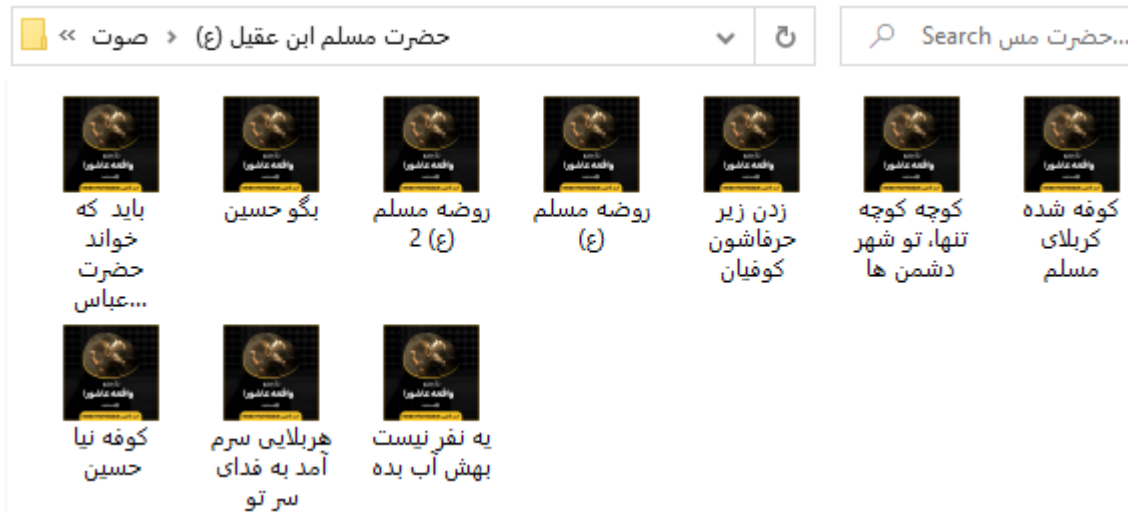 حضرت مسلم ابن عقیل (ع) › صوت »
Search حضرت مس...
باید که
خواند
حضرت
عباس...
بگو حسین
روضه مسلم
(ع) 2
روضه مسلم
(ع)
زدن زیر
حرفاشون
کوفیان
کوچه کوچه
تنها، تو شهر
دشمن ها
کوفه شده
کربلای
مسلم
کوفه نیا
حسین
هربلایی سرم
آمد به فدای
سر تو
یه نفر نیست
بهش آب بده
واقعه عاشورا
واقعه عاشورا
واقعه عاشورا
واقعه عاشورا
واقعه عاشورا
واقعه عاشورا
واقعه عاشورا
واقعه عاشورا
واقعه عاشورا
واقعه عاشورا